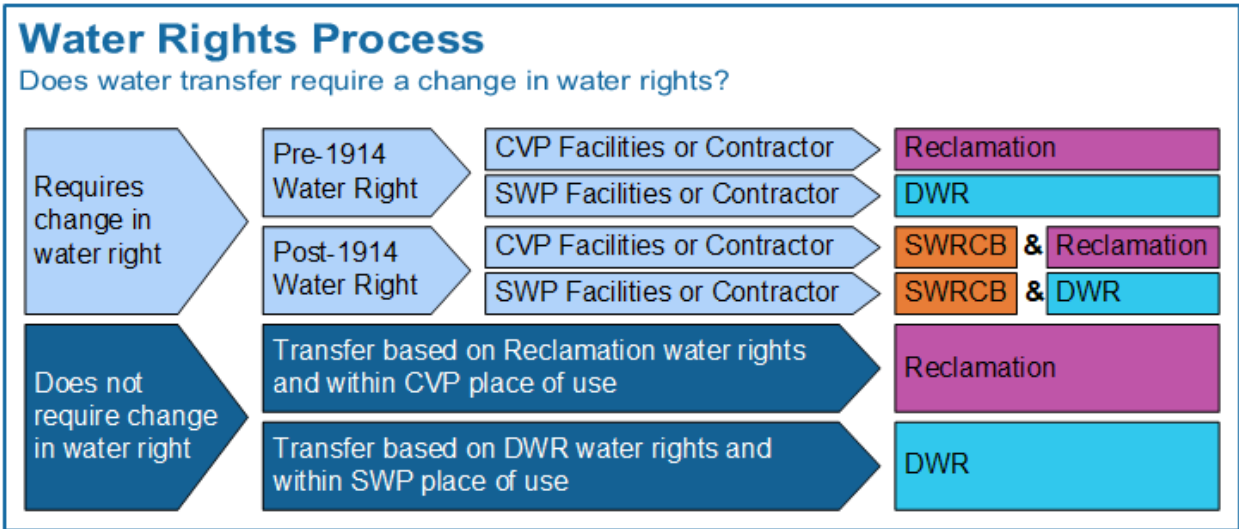 Water Rights Process
Does water transfer require a change in water rights?
Requires
change in
water right
Pre-1914
Water Right
CVP Facilities or Contractor
Reclamation
SWP Facilities or Contractor
DWR
Post-1914
Water Right
CVP Facilities or Contractor
SWRCB & Reclamation
SWP Facilities or Contractor
SWRCB & DWR
Does not
require change
in water right
Transfer based on Reclamation water rights
and within CVP place of use
Reclamation
Transfer based on DWR water rights and
within SWP place of use
DWR